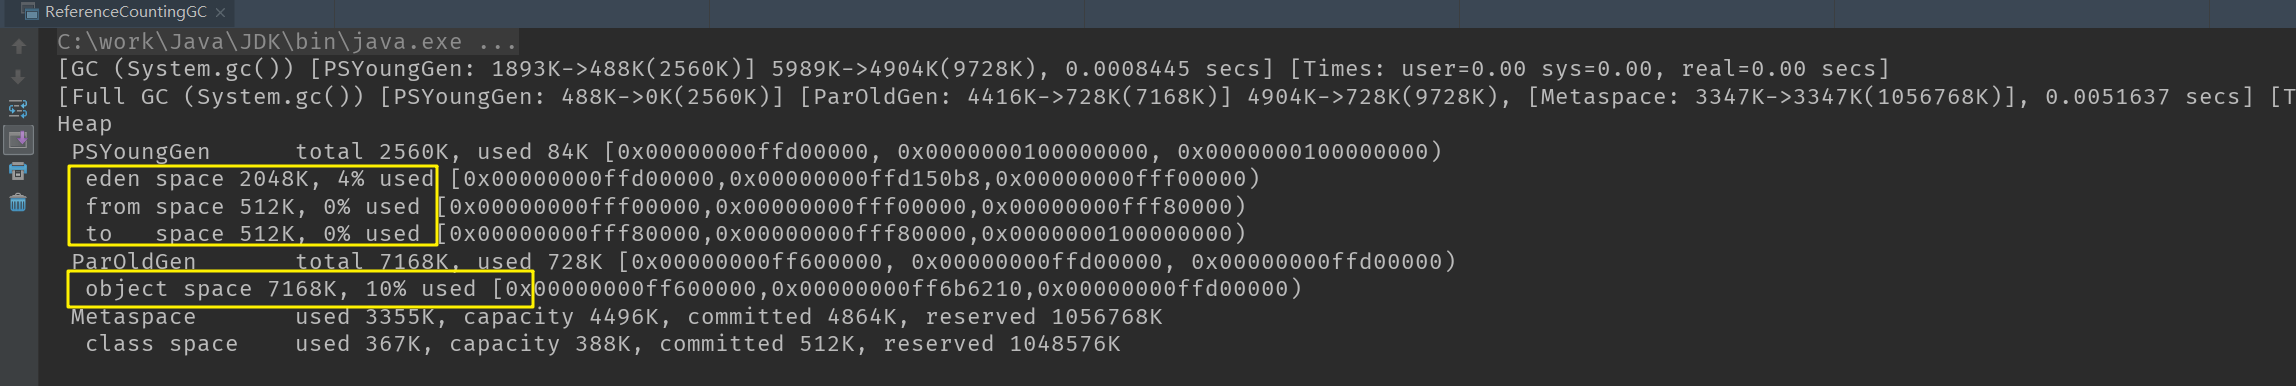 ReferenceCountingGC
C:\work\Java\JDK\bin\java.exe ...
[GC (System.gc()) [PSYoungGen: 1893K->488K(2560K)] 5989K->4904K(9728K), 0.0008445 secs] [Times: user=0.00 sys=0.00, real=0.00 secs]
[Full GC (System.gc()) [PSYoungGen: 488K->0K(2560K)] [ParOldGen: 4416K->728K(7168K)] 4904K->728K(9728K), [Metaspace: 3347K->3347K(1056768K)], 0.0051637 secs] [T
Heap
PSYoungGen      total 2560K, used 84K [0x00000000ffd00000, 0x0000000100000000, 0x0000000100000000)
eden space 2048K, 4% used [0x00000000ffd00000,0x00000000ffd150b8,0x00000000fff00000)
from space 512K, 0% used [0x00000000fff00000,0x00000000fff00000,0x00000000fff80000)
to   space 512K, 0% used [0x00000000fff80000,0x00000000fff80000,0x0000000100000000)
ParOldGen       total 7168K, used 728K [0x00000000ff600000, 0x00000000ffd00000, 0x00000000ffd00000)
object space 7168K, 10% used [0x00000000ff600000,0x00000000ff6b6210,0x00000000ffd00000)
Metaspace       used 3355K, capacity 4496K, committed 4864K, reserved 1056768K
class space    used 367K, capacity 388K, committed 512K, reserved 1048576K